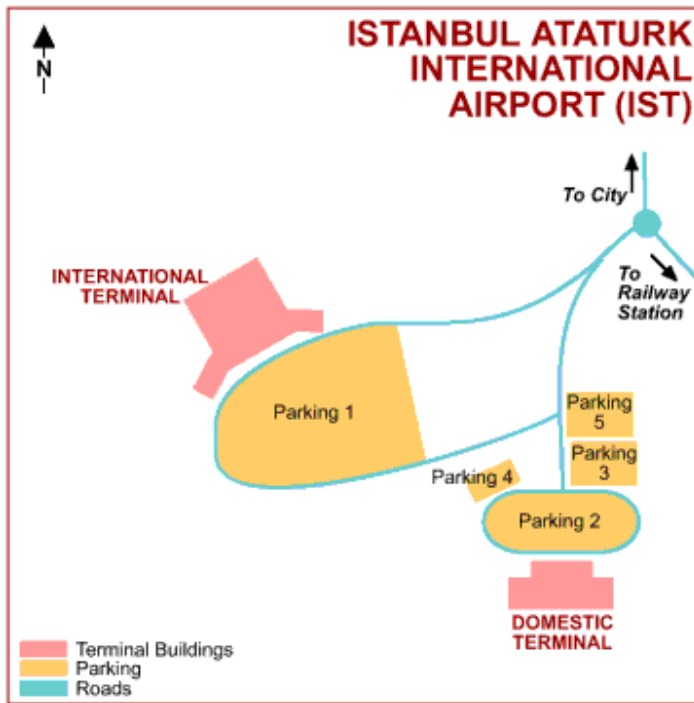 ISTANBUL ATATURK
INTERNATIONAL
AIRPORT (IST)
N
To City
To
Railway
Station
INTERNATIONAL
TERMINAL
Parking 1
Parking
5
Parking
3
Parking 4
Parking 2
DOMESTIC
TERMINAL
Terminal Buildings
Parking
Roads